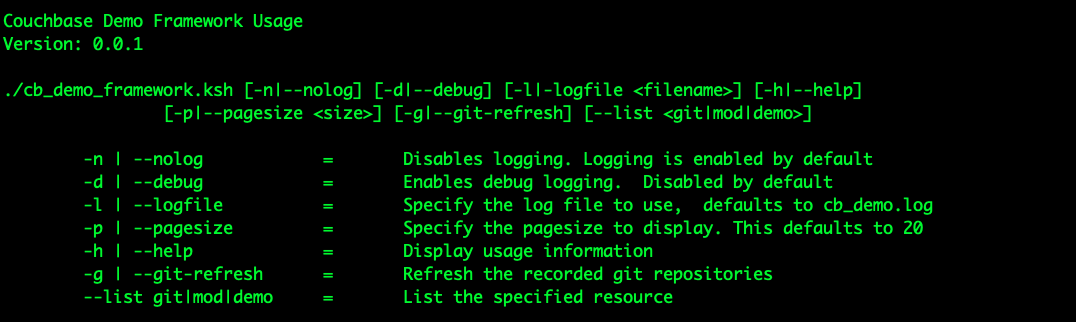 Couchbase Demo Framework Usage
Version: 0.0.1
./cb_demo_framework.ksh [-n|--nolog] [-d|--debug] [-l|-logfile <filename>] [-h|--help]
[-p|--pagesize <size>] [-g|--git-refresh] [--list <git|mod|demo>]
-n | --nolog = Disables logging. Logging is enabled by default
-d | --debug = Enables debug logging.  Disabled by default
-l | --logfile = Specify the log file to use,  defaults to cb_demo.log
-p | --pagesize = Specify the pagesize to display. This defaults to 20
-h | --help = Display usage information
-g | --git-refresh = Refresh the recorded git repositories
--list git|mod|demo = List the specified resource